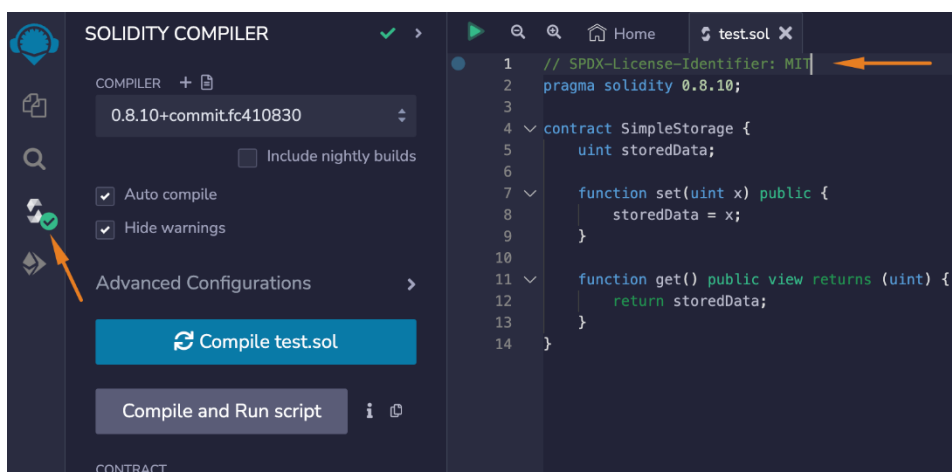 SOLIDITY COMPILER
COMPILER
0.8.10+commit.fc410830
Include nightly builds
Auto compile
Hide warnings
Advanced Configurations
Compile test.sol
Compile and Run script
CONTRACT
Home
test.sol
1 // SPDX-License-Identifier: MIT
2 pragma solidity 0.8.10;
3
4 contract SimpleStorage {
5     uint storedData;
6
7     function set(uint x) public {
8         storedData = x;
9     }
10
11     function get() public view returns (uint) {
12         return storedData;
13     }
14 }